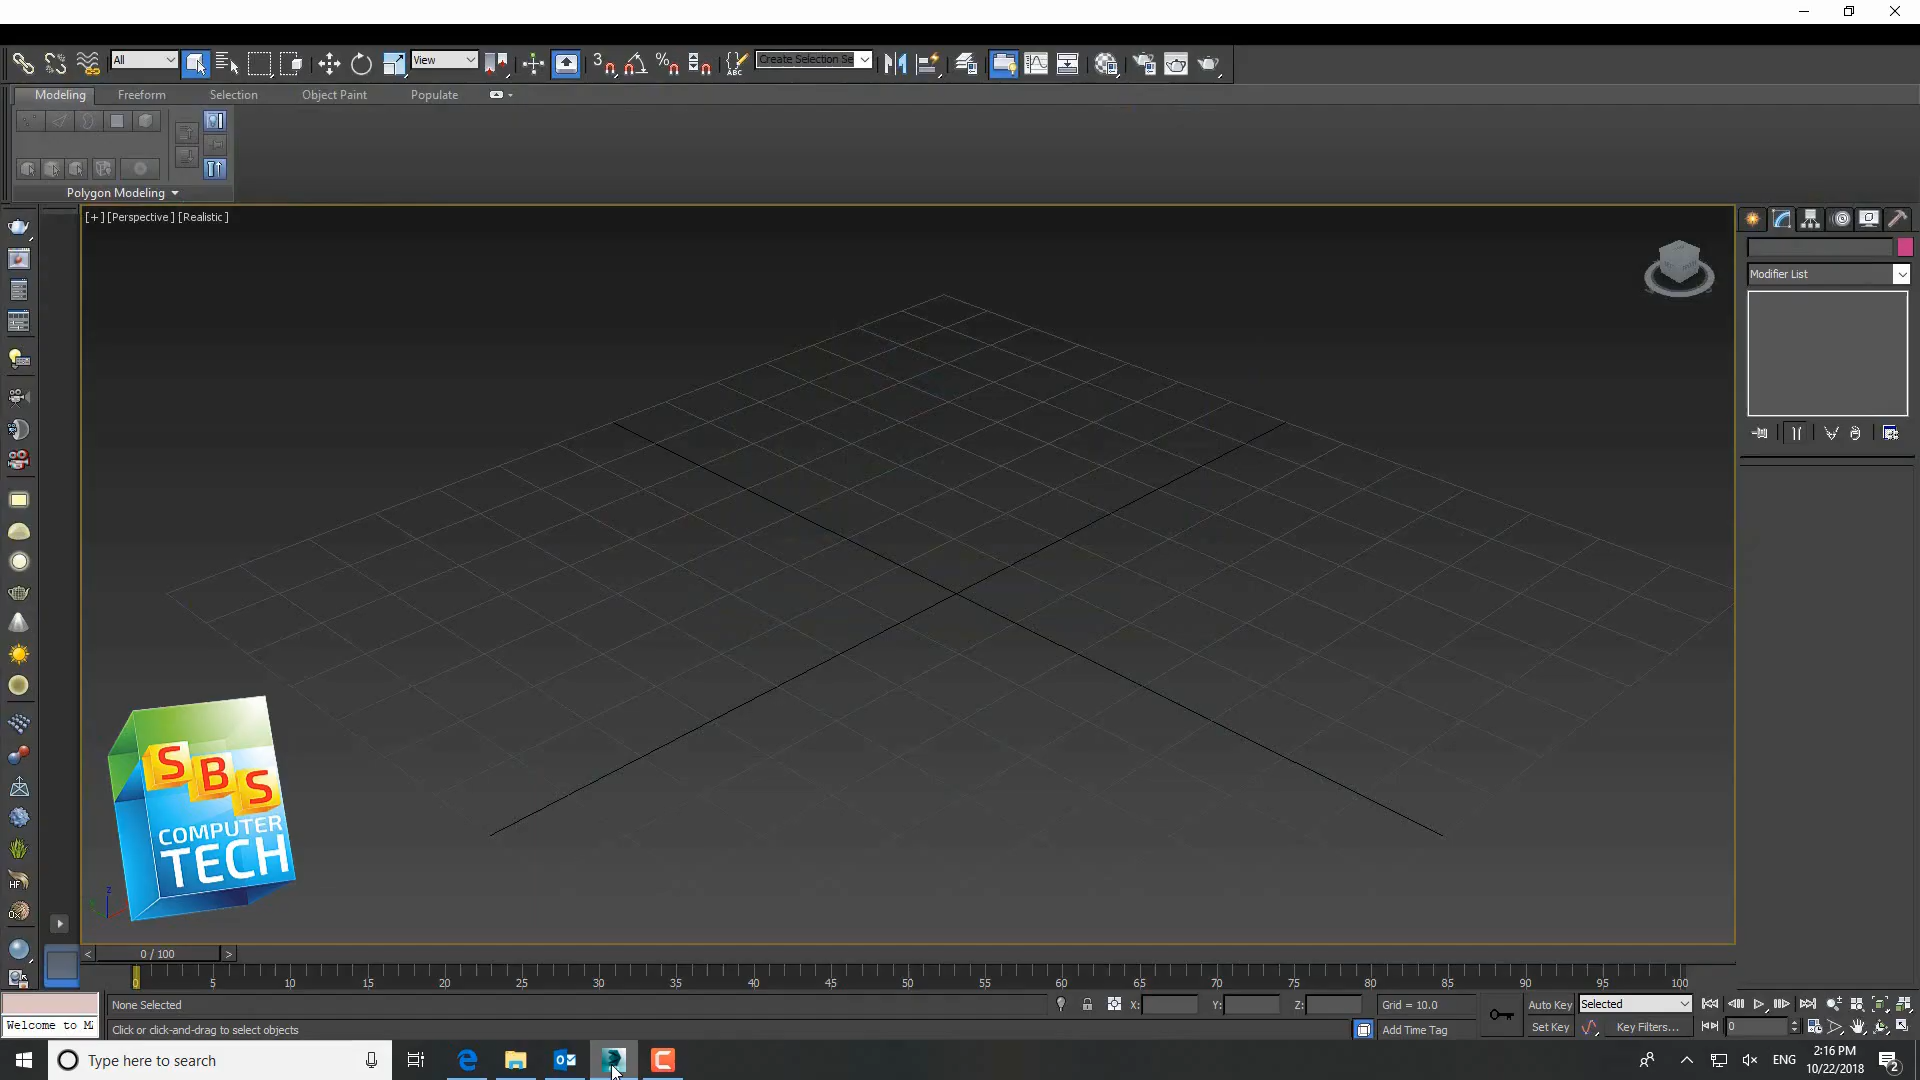 All
View
3
%
ABC
Create Selection Se
Modeling
Freeform
Selection
Object Paint
Populate
Polygon Modeling
[+] [Perspective ] [Realistic ]
Modifier List
S B S
COMPUTER
TECH
HF
z
0 / 100
0 5 10 15 20 25 30 35 40 45 50 55 60 65 70 75 80 85 90 95 100
None Selected
X:
Y:
Z:
Grid = 10.0
Auto Key
Selected
Welcome to M
Click or click-and-drag to select objects
Add Time Tag
Set Key
Key Filters...
0
Type here to search
ENG
2:16 PM
10/22/2018
2